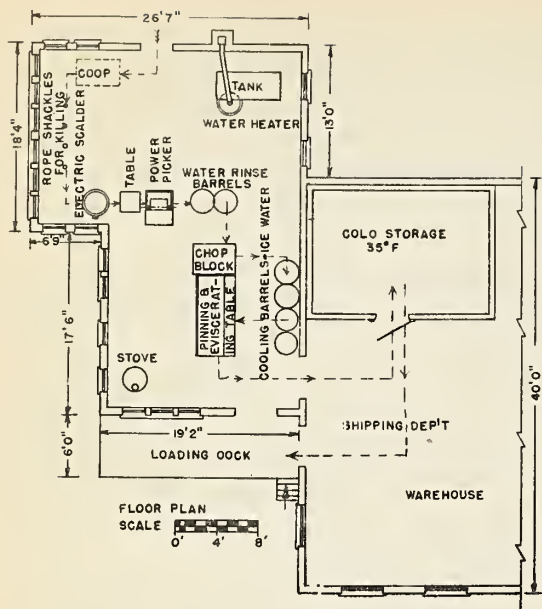 26'7"
COOP
TANK
WATER HEATER
18'4"
ROPE SHACKLES
FOR KILLING
ELECTRIC SCALDER
TABLE
POWER
PICKER
WATER RINSE
BARRELS
13'0"
COLD STORAGE
35°F
6'9"
CHOP
BLOCK
COOLING BARRELS-ICE WATER
PINNING &
EVISCERAT-
ING TABLE
17'6"
STOVE
40'0"
19'2"
SHIPPING DEP'T
6'0"
LOADING DOCK
WAREHOUSE
FLOOR PLAN
SCALE
0' 4' 8'